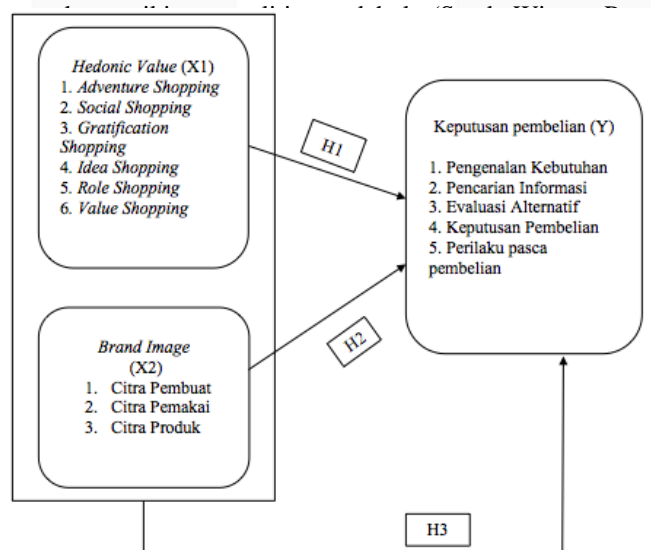 Hedonic Value (X1)
1. Adventure Shopping
2. Social Shopping
3. Gratification
Shopping
4. Idea Shopping
5. Role Shopping
6. Value Shopping
H1
Keputusan pembelian (Y)
1. Pengenalan Kebutuhan
2. Pencarian Informasi
3. Evaluasi Alternatif
4. Keputusan Pembelian
5. Perilaku pasca
pembelian
H2
Brand Image
(X2)
1. Citra Pembuat
2. Citra Pemakai
3. Citra Produk
H3